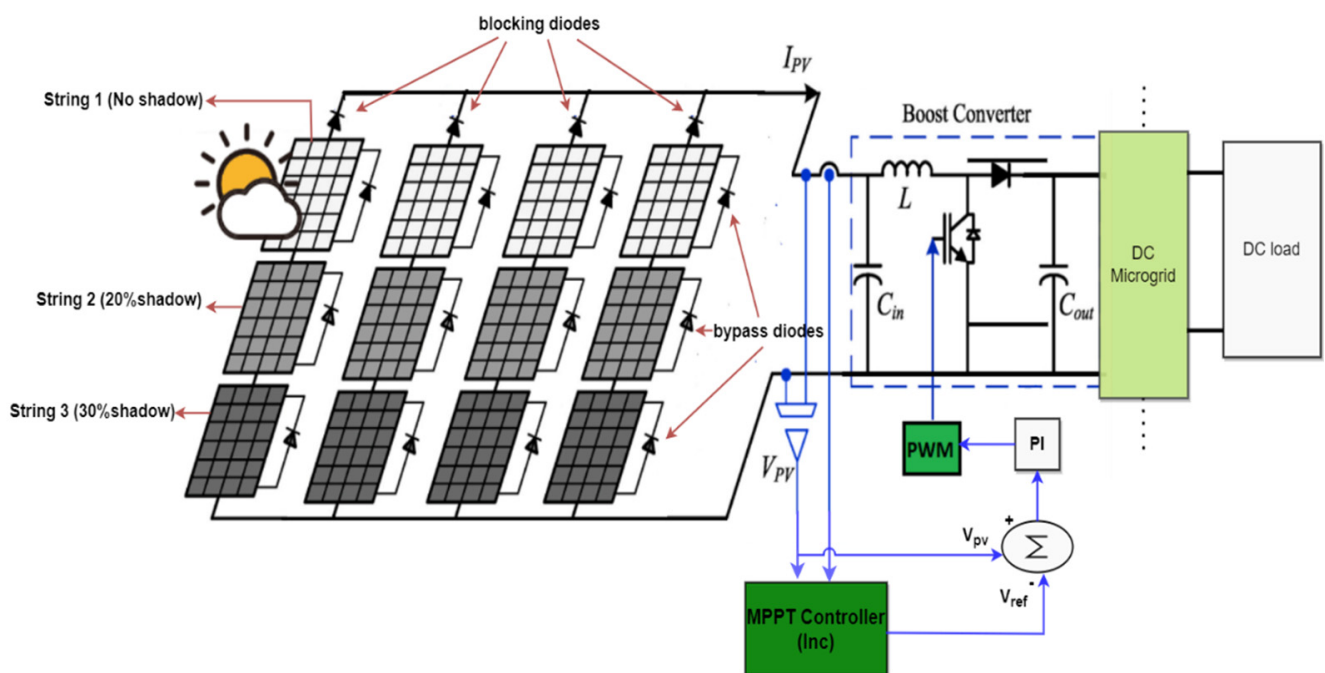 blocking diodes
I_PV
String 1 (No shadow)
Boost Converter
L
DC
Microgrid
DC load
String 2 (20%shadow)
C_in
C_out
bypass diodes
String 3 (30%shadow)
PWM
PI
V_PV
+
V_pv
Σ
-
V_ref
MPPT Controller
(Inc)